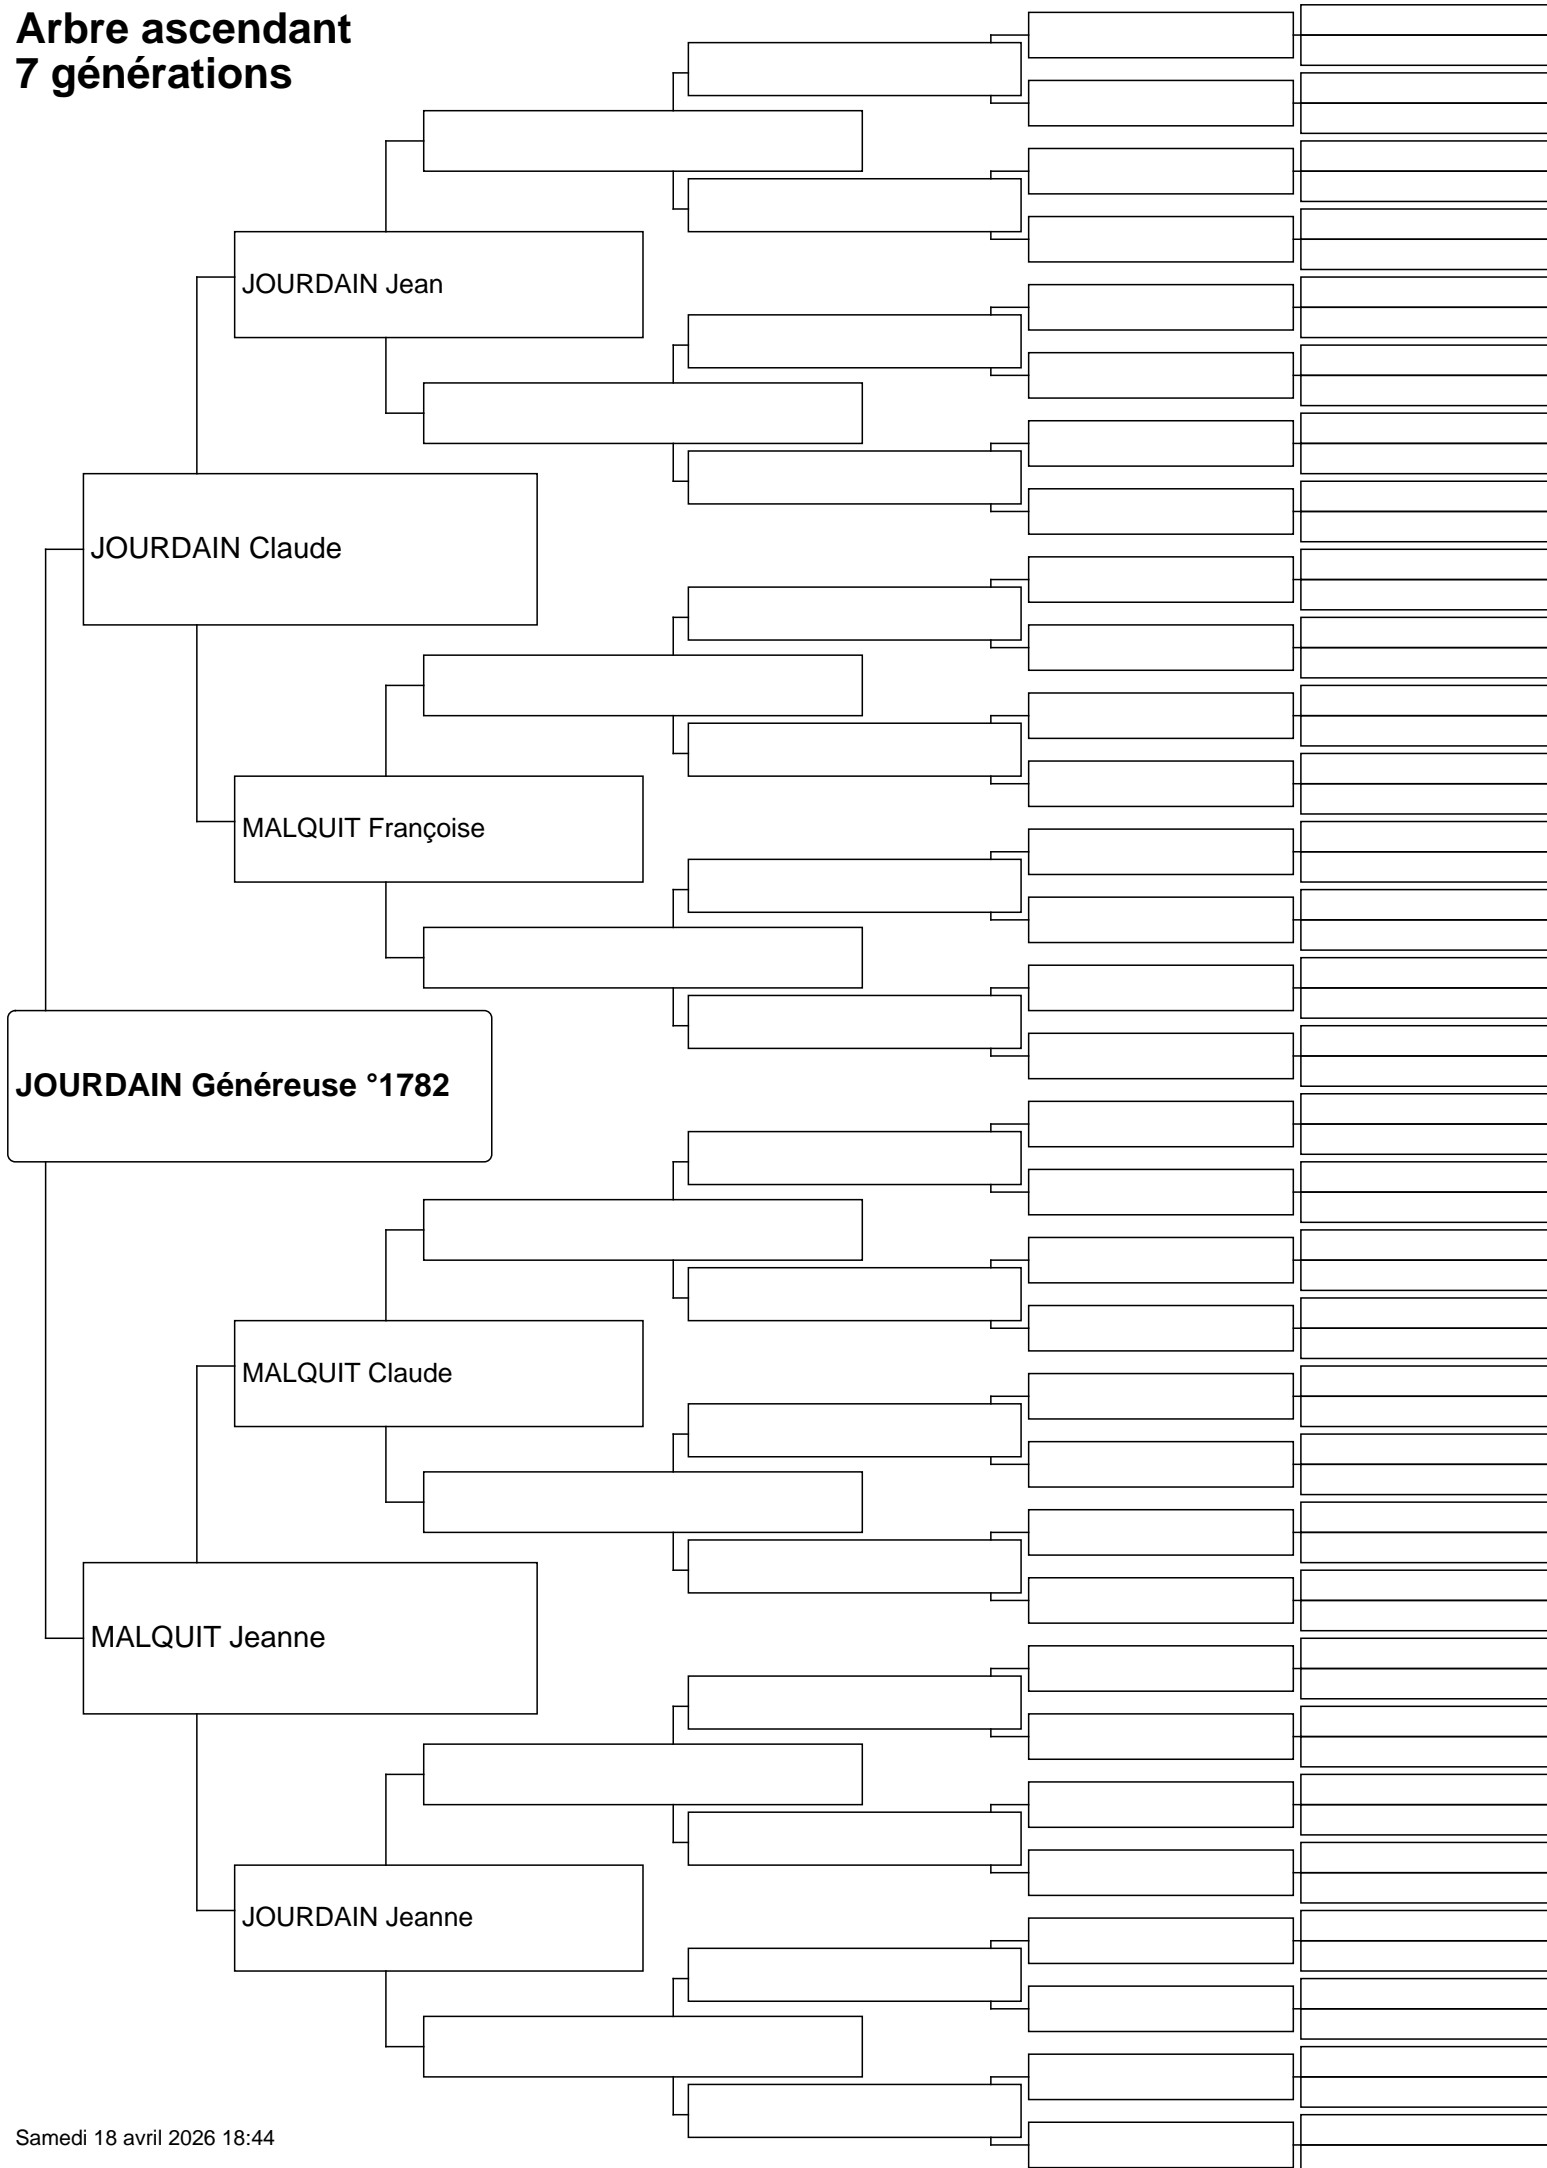 Arbre ascendant
7 générations
JOURDAIN Jean
JOURDAIN Claude
MALQUIT Françoise
JOURDAIN Généreuse °1782
MALQUIT Claude
MALQUIT Jeanne
JOURDAIN Jeanne
Samedi 18 avril 2026 18:44